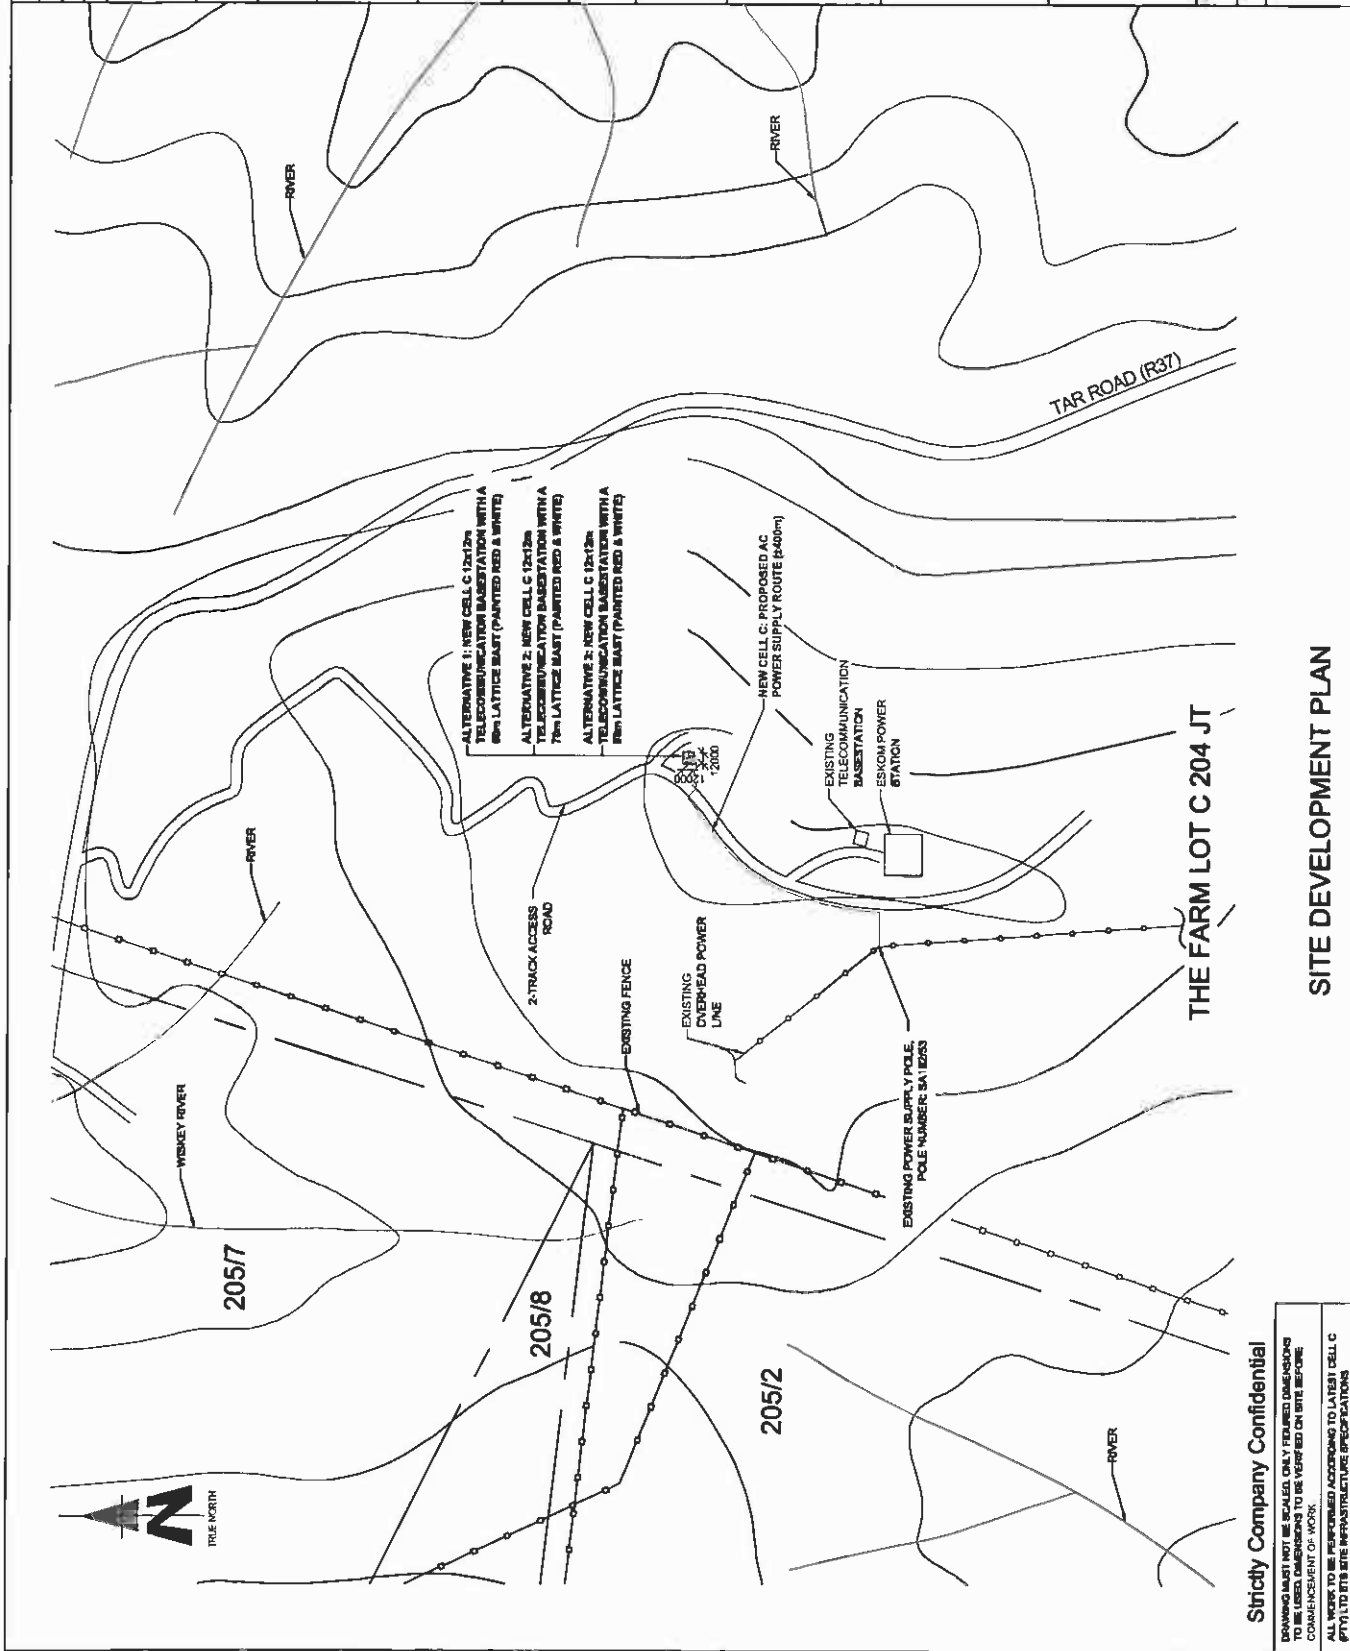 TRUE NORTH
N
WISKEY RIVER
205/7
RIVER
RIVER
RIVER
ALTERNATIVE 1: NEW CELL C 12x12m
TELECOMMUNICATION BASESTATION WITH A
LATTICE MAST (PAINTED RED & WHITE)
ALTERNATIVE 2: NEW CELL C 12x12m
TELECOMMUNICATION BASESTATION WITH A
LATTICE MAST (PAINTED RED & WHITE)
ALTERNATIVE 3: NEW CELL C 12x12m
TELECOMMUNICATION BASESTATION WITH A
LATTICE MAST (PAINTED RED & WHITE)
2-TRACK ACCESS
ROAD
205/8
EXISTING FENCE
EXISTING
OVERHEAD POWER
LINE
12000
12000
NEW CELL C: PROPOSED AC
POWER SUPPLY ROUTE (±400m)
205/2
EXISTING
TELECOMMUNICATION
BASESTATION
ESKOM POWER
STATION
EXISTING POWER SUPPLY POLE,
POLE NUMBER:
TAR ROAD (R37)
RIVER
THE FARM LOT C 204 JT
SITE DEVELOPMENT PLAN
Strictly Company Confidential
DRAWING MUST NOT BE SCALED. ONLY FIGURED DIMENSIONS
TO BE USED. DIMENSIONS TO BE VERIFIED ON SITE BEFORE
COMMENCEMENT OF WORK.
ALL WORK TO BE PERFORMED ACCORDING TO LATEST CELL C
(PTY) LTD BTS SITE INFRASTRUCTURE SPECIFICATIONS